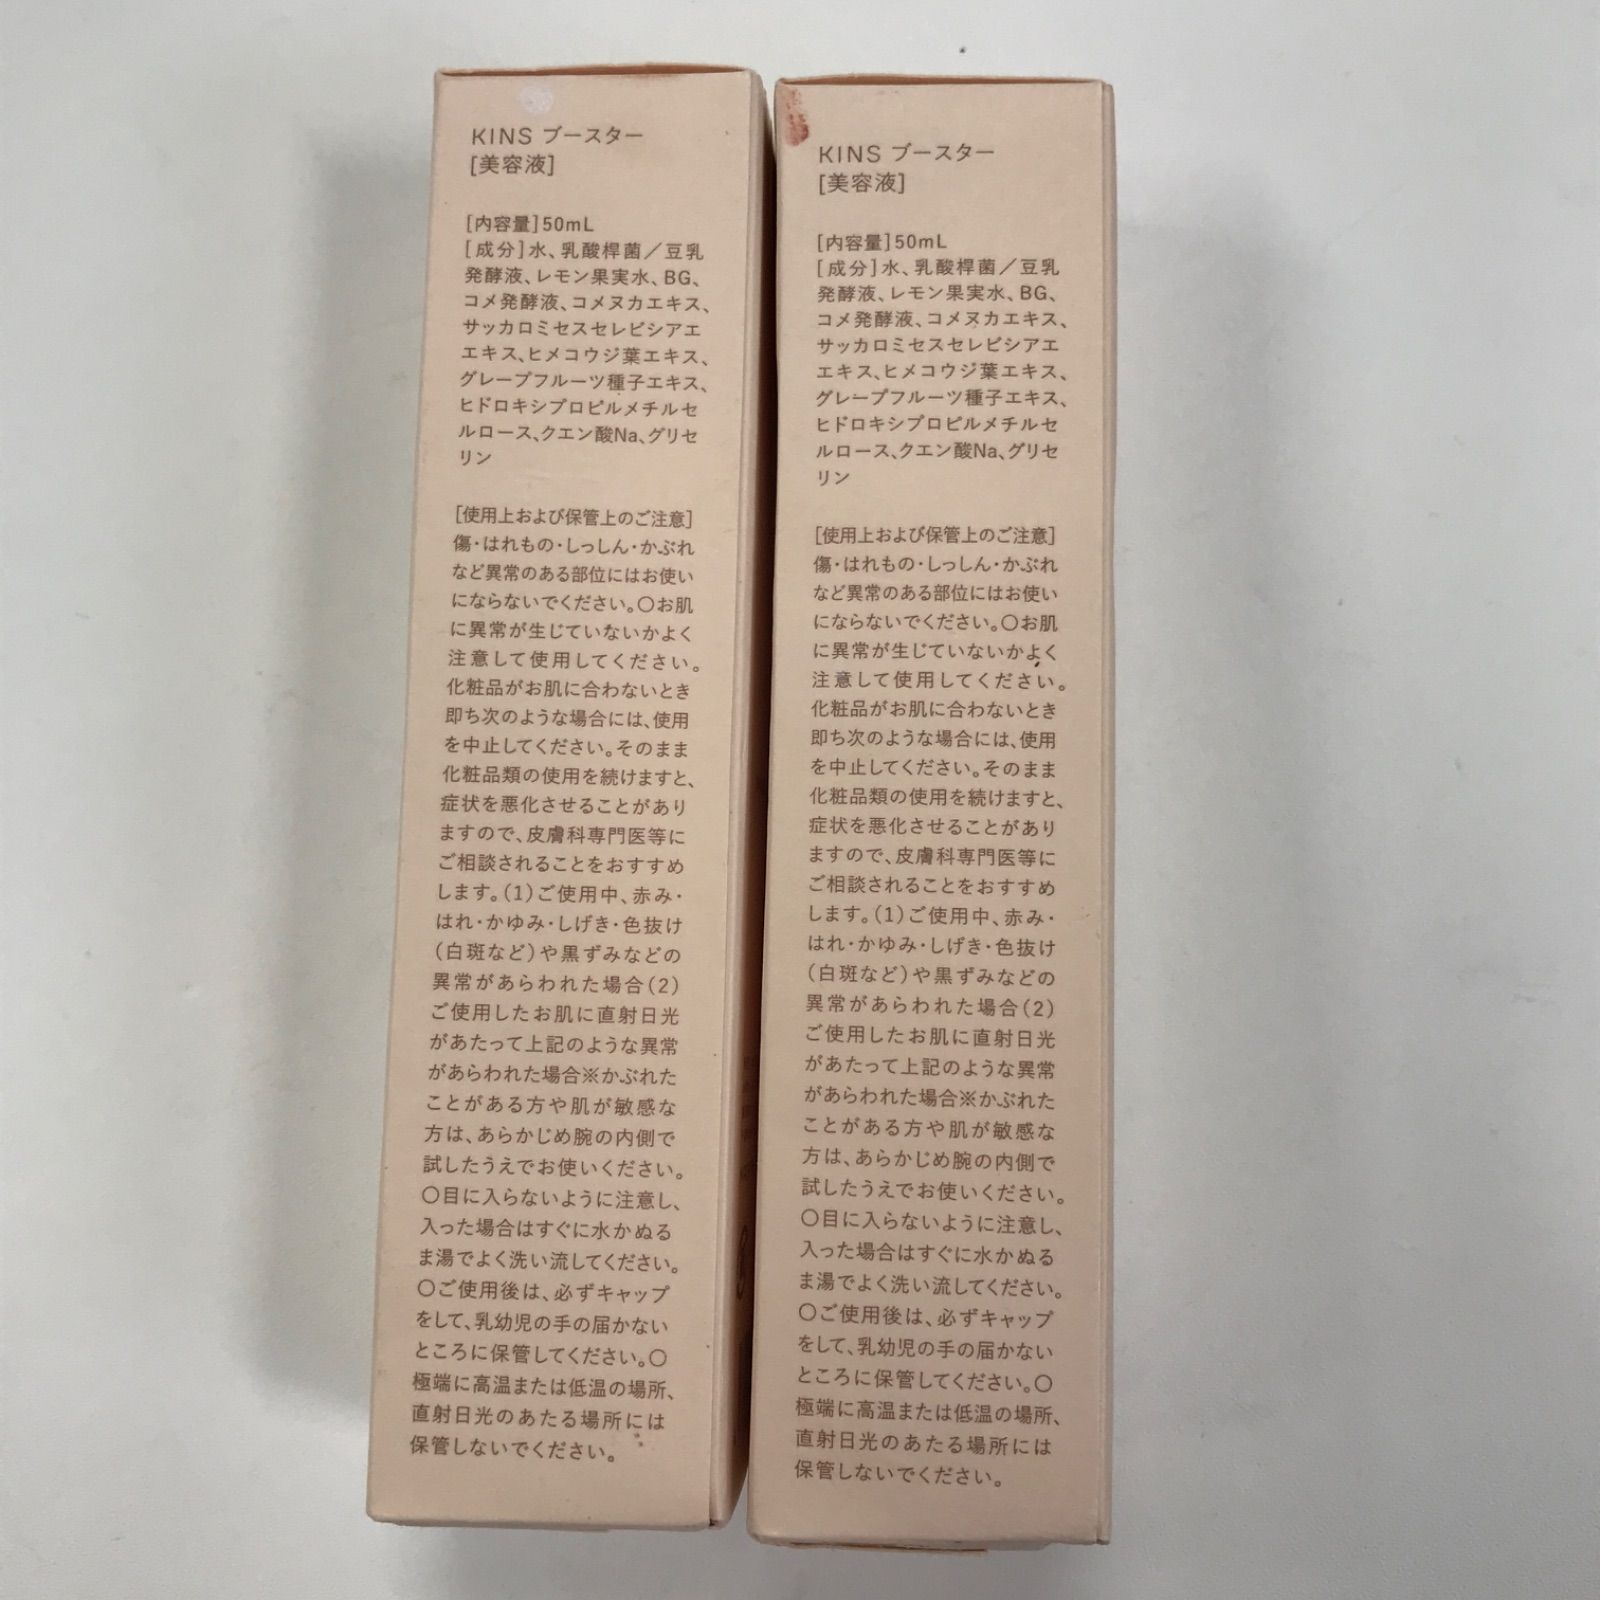 KINS ブースター
[美容液]
[内容量]50mL
[成分]水、乳酸桿菌／豆乳
発酵液、レモン果実水、BG、
コメ発酵液、コメヌカエキス、
サッカロミセスセレビシアエ
エキス、ヒメコウジ葉エキス、
グレープフルーツ種子エキス、
ヒドロキシプロピルメチルセ
ルロース、クエン酸Na、グリセ
リン
[使用上および保管上のご注意]
傷・はれもの・しっしん・かぶれ
など異常のある部位にはお使い
にならないでください。○お肌
に異常が生じていないかよく
注意して使用してください。
化粧品がお肌に合わないとき
即ち次のような場合には、使用
を中止してください。そのまま
化粧品類の使用を続けますと、
症状を悪化させることがあり
ますので、皮膚科専門医等に
ご相談されることをおすすめ
します。(1)ご使用中、赤み・
はれ・かゆみ・しげき・色抜け
(白斑など)や黒ずみなどの
異常があらわれた場合(2)
ご使用したお肌に直射日光
があたって上記のような異常
があらわれた場合※かぶれた
ことがある方や肌が敏感な
方は、あらかじめ腕の内側で
試したうえでお使いください。
○目に入らないように注意し、
入った場合はすぐに水かぬる
ま湯でよく洗い流してください。
○ご使用後は、必ずキャップ
をして、乳幼児の手の届かない
ところに保管してください。○
極端に高温または低温の場所、
直射日光のあたる場所には
保管しないでください。
KINS ブースター
[美容液]
[内容量]50mL
[成分]水、乳酸桿菌／豆乳
発酵液、レモン果実水、BG、
コメ発酵液、コメヌカエキス、
サッカロミセスセレビシアエ
エキス、ヒメコウジ葉エキス、
グレープフルーツ種子エキス、
ヒドロキシプロピルメチルセ
ルロース、クエン酸Na、グリセ
リン
[使用上および保管上のご注意]
傷・はれもの・しっしん・かぶれ
など異常のある部位にはお使い
にならないでください。○お肌
に異常が生じていないかよく
注意して使用してください。
化粧品がお肌に合わないとき
即ち次のような場合には、使用
を中止してください。そのまま
化粧品類の使用を続けますと、
症状を悪化させることがあり
ますので、皮膚科専門医等に
ご相談されることをおすすめ
します。(1)ご使用中、赤み・
はれ・かゆみ・しげき・色抜け
(白斑など)や黒ずみなどの
異常があらわれた場合(2)
ご使用したお肌に直射日光
があたって上記のような異常
があらわれた場合※かぶれた
ことがある方や肌が敏感な
方は、あらかじめ腕の内側で
試したうえでお使いください。
○目に入らないように注意し、
入った場合はすぐに水かぬる
ま湯でよく洗い流してください。
○ご使用後は、必ずキャップ
をして、乳幼児の手の届かない
ところに保管してください。○
極端に高温または低温の場所、
直射日光のあたる場所には
保管しないでください。